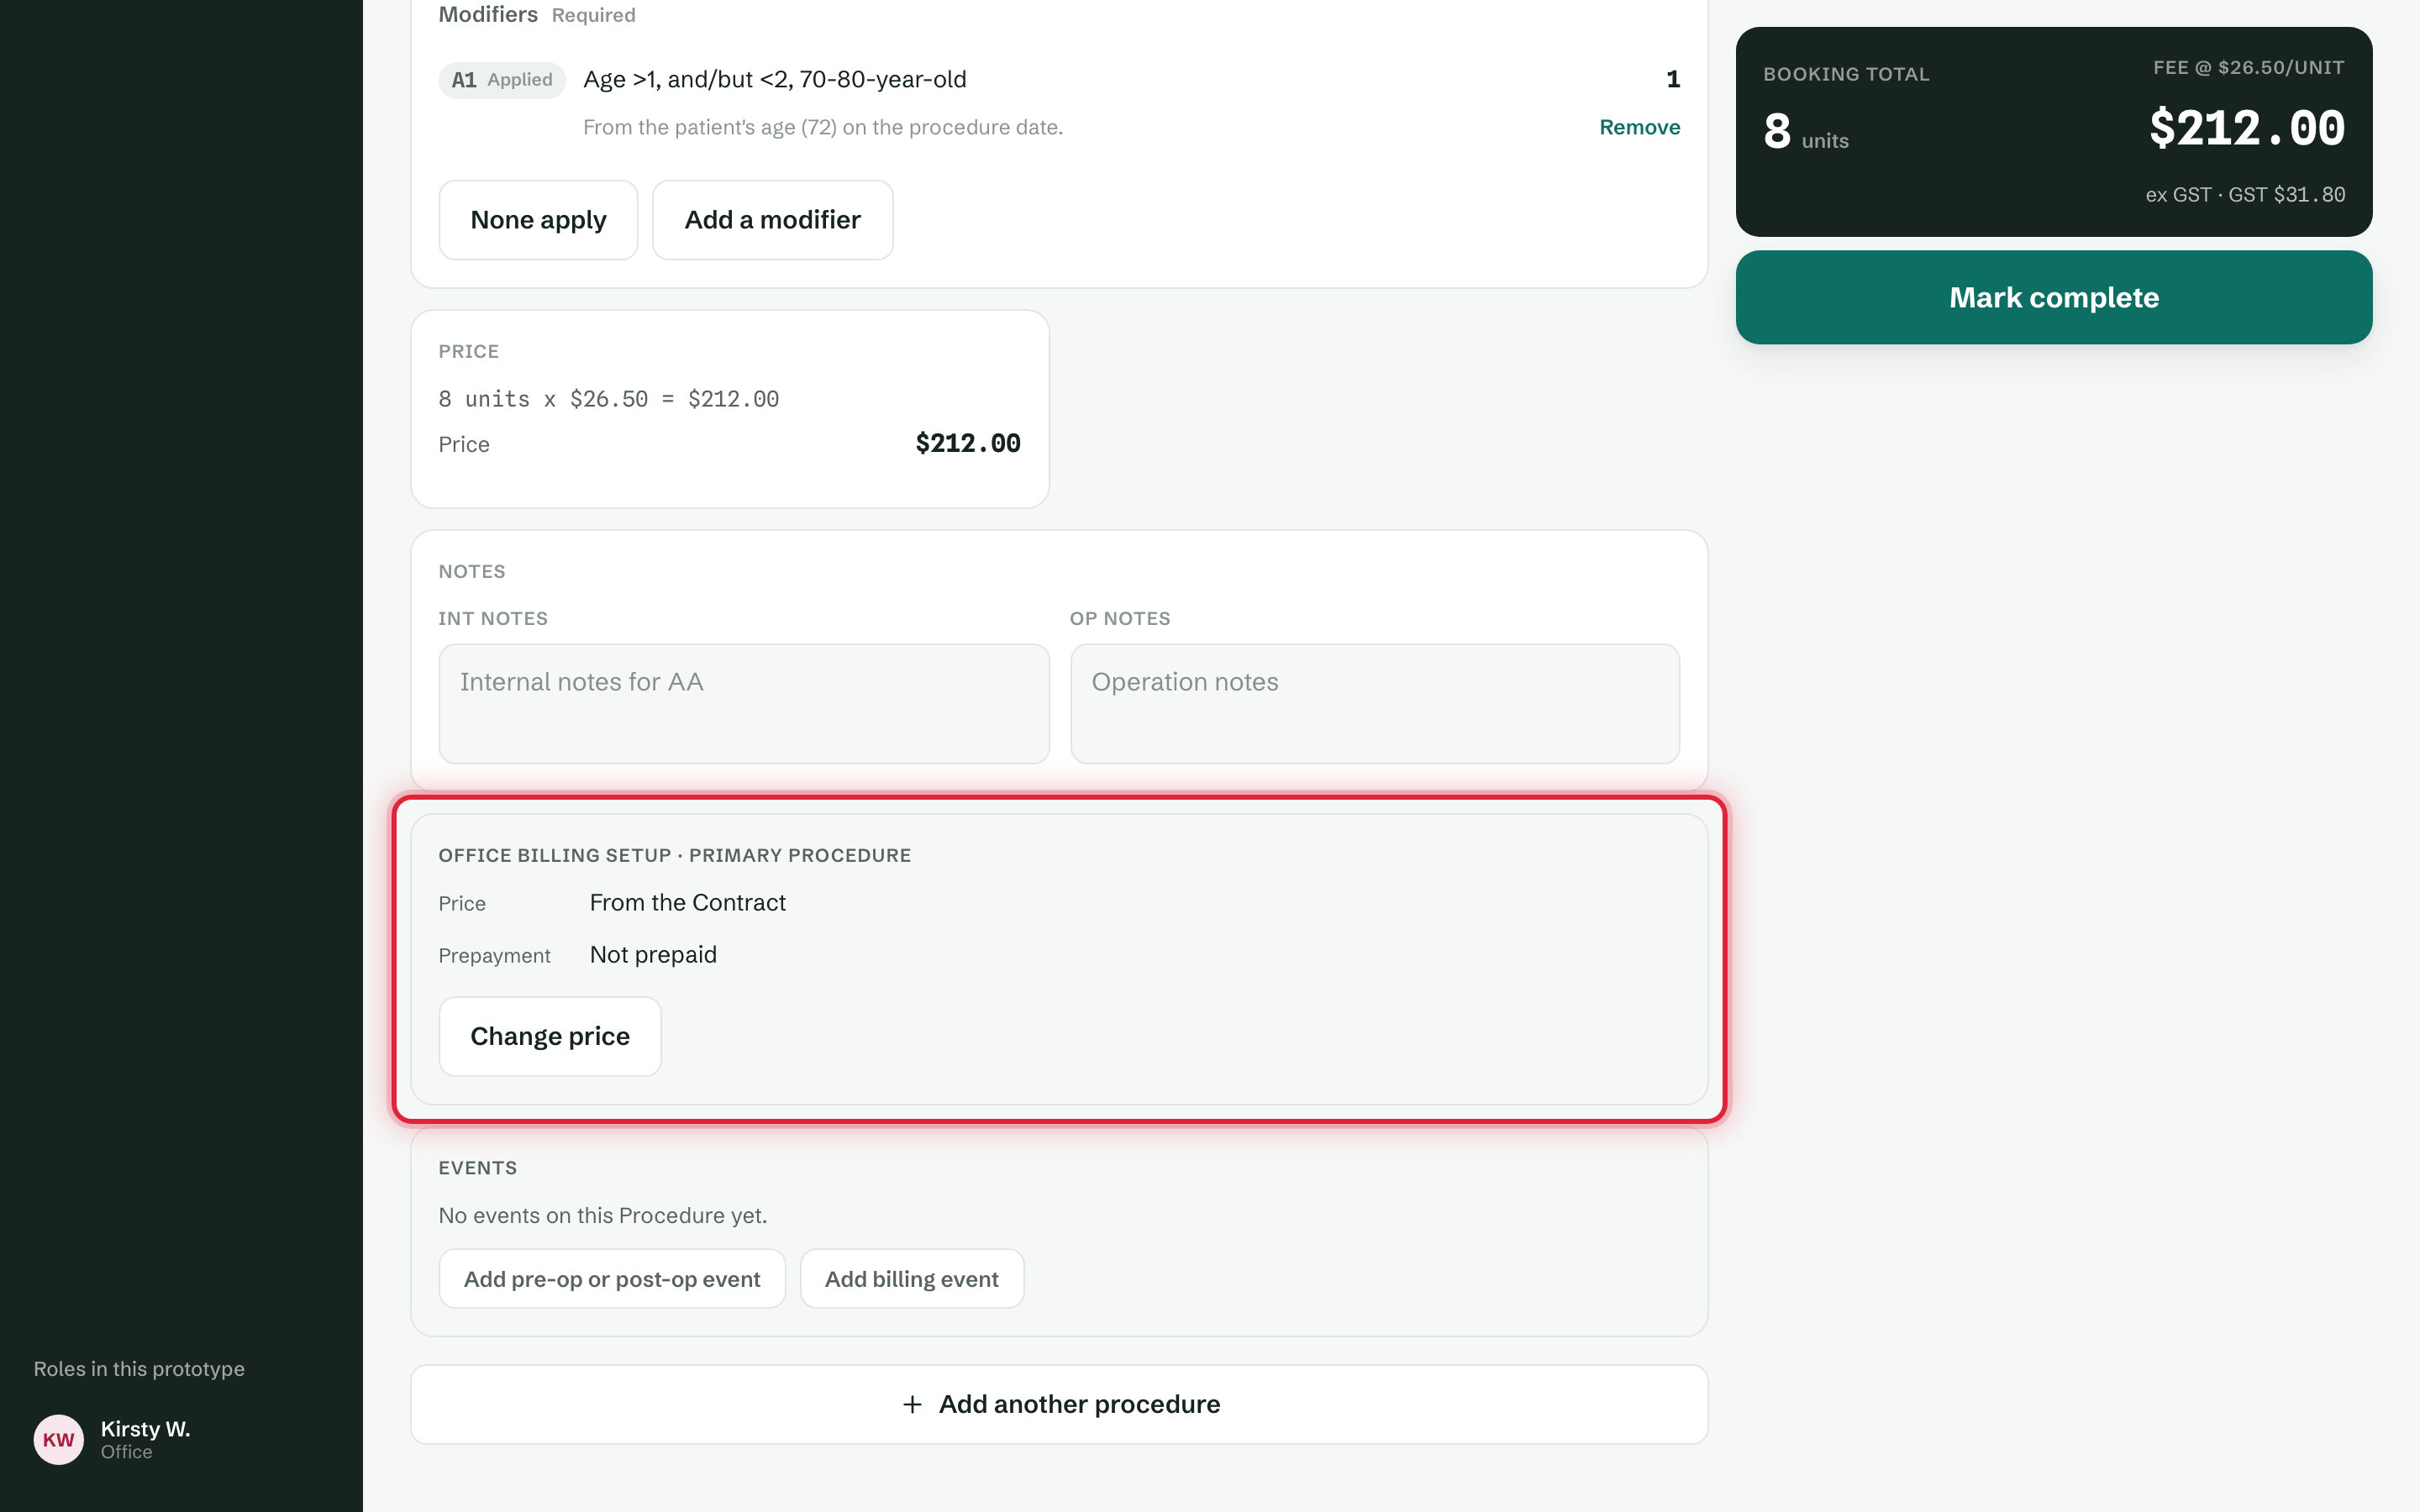 Modifiers Required
A1 Applied Age >1, and/but <2, 70-80-year-old 1
From the patient's age (72) on the procedure date. Remove
None apply Add a modifier
PRICE
8 units x $26.50 = $212.00
Price $212.00
NOTES
INT NOTES OP NOTES
Internal notes for AA Operation notes
OFFICE BILLING SETUP · PRIMARY PROCEDURE
Price From the Contract
Prepayment Not prepaid
Change price
EVENTS
No events on this Procedure yet.
Add pre-op or post-op event Add billing event
+ Add another procedure
BOOKING TOTAL FEE @ $26.50/UNIT
8 units $212.00
ex GST · GST $31.80
Mark complete
Roles in this prototype
KW Kirsty W.
Office